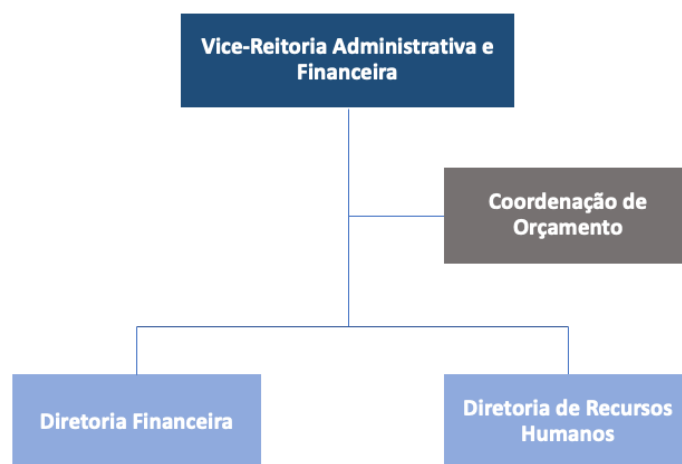 Vice-Reitoria Administrativa e
Financeira
Coordenação de
Orçamento
Diretoria Financeira
Diretoria de Recursos
Humanos